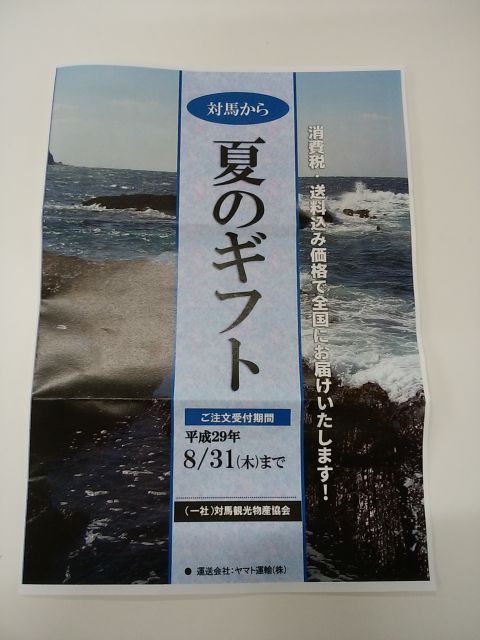 対馬から
夏のギフト
消費税・送料込み価格で全国にお届けいたします!
ご注文受付期間
平成29年
8/31(木)まで
(一社)対馬観光物産協会
● 運送会社:ヤマト運輸(株)